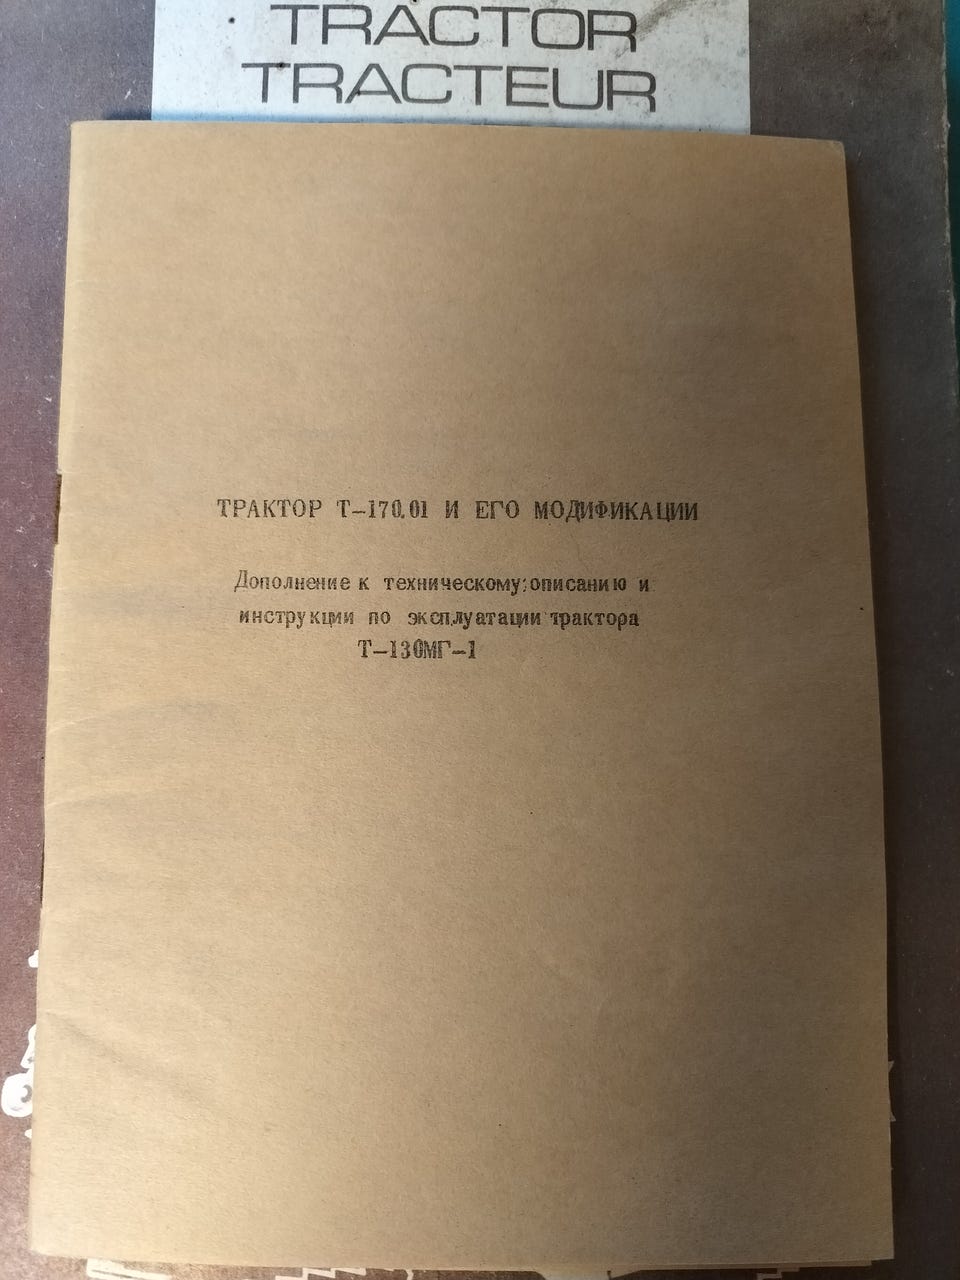 TRACTOR
TRACTEUR
ТРАКТОР Т-170.01 И ЕГО МОДИФИКАЦИИ
Дополнение к техническому описанию и
инструкции по эксплуатации трактора
Т-130МГ-1